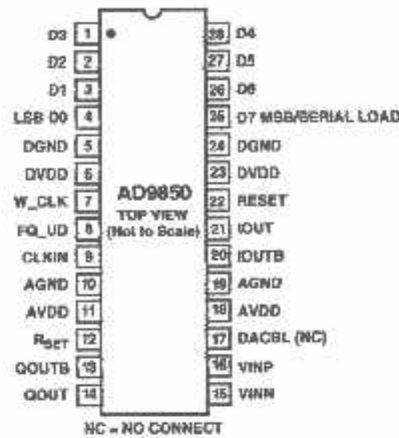 D3 1 28 D4
D2 2 27 D5
D1 3 26 D6
LSB D0 4 25 D7 MSB/SERIAL LOAD
DGND 5 24 DGND
DVDD 6 23 DVDD
W_CLK 7 22 RESET
FQ_UD 8 21 IOUT
CLKIN 9 20 IOUTB
AGND 10 19 AGND
AVDD 11 18 AVDD
RSET 12 17 DACBL (NC)
QOUTB 13 16 VINP
QOUT 14 15 VINN
AD9850
TOP VIEW
(Not to Scale)
NC = NO CONNECT